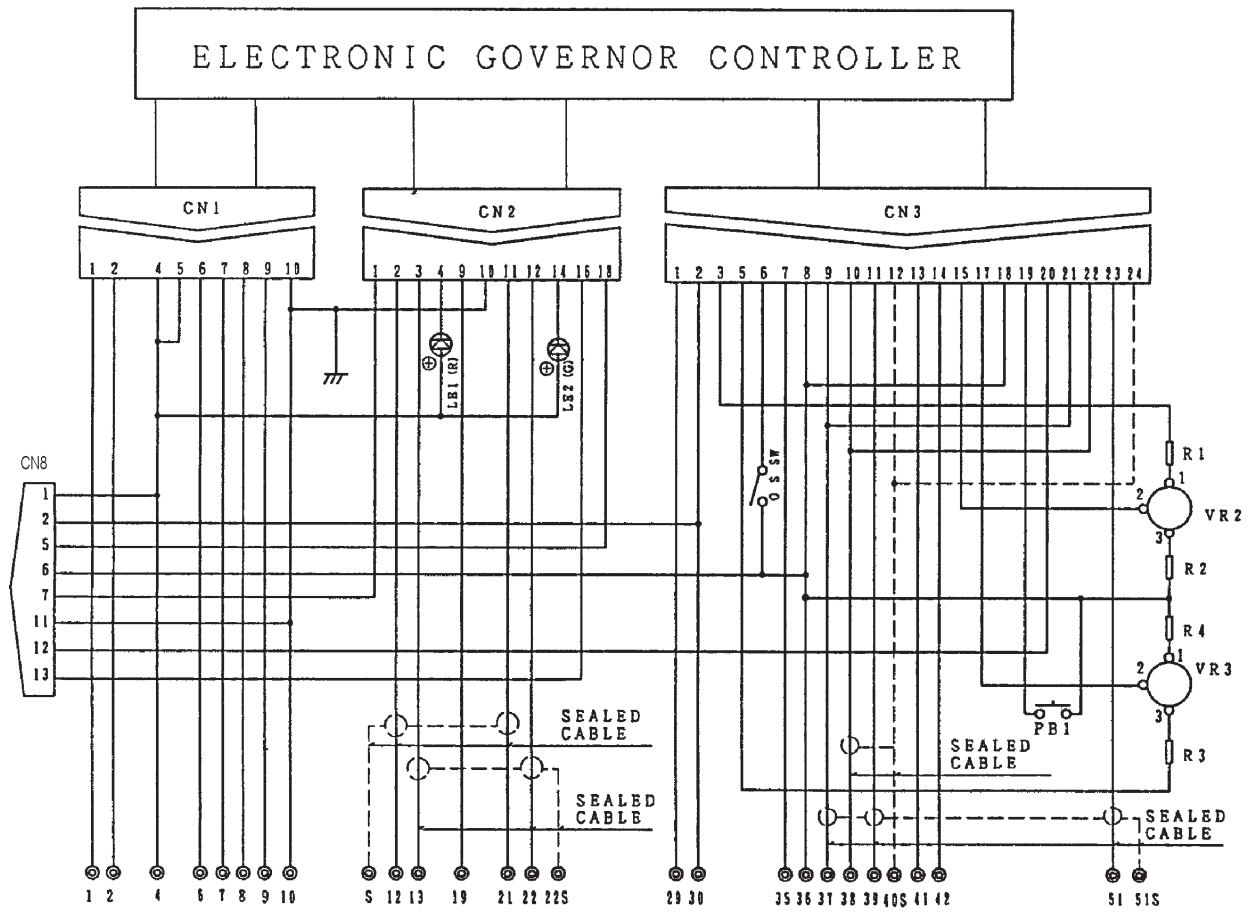 ELECTRONIC GOVERNOR CONTROLLER
CN1
CN2
CN3
1 2 4 5 6 7 8 9 10
1 2 3 4 9 10 11 12 14 16 18
1 2 3 5 6 7 8 9 10 11 12 13 14 15 17 18 19 20 21 22 23 24
LE1 (R)
LE2 (G)
O S SW
R1
1
2
VR2
3
R2
R4
1
2
VR3
3
R3
PB1
CN8
1
2
5
6
7
11
12
13
SEALED
CABLE
SEALED
CABLE
SEALED
CABLE
SEALED
CABLE
1 2 4 6 7 8 9 10 S 12 13 19 21 22 22S 29 30 35 36 37 38 39 40S 41 42 51 51S